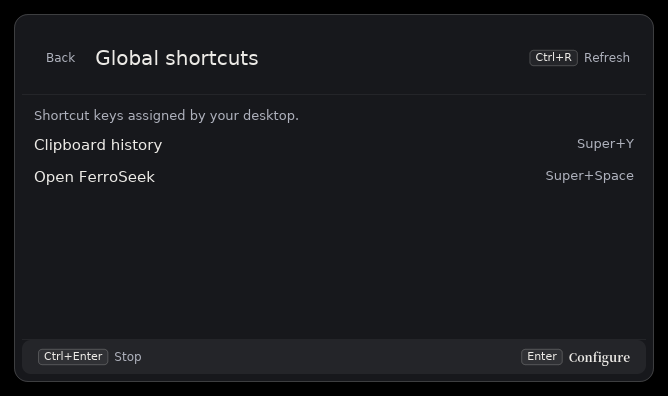 Back Global shortcuts Ctrl+R Refresh
Shortcut keys assigned by your desktop.
Clipboard history Super+Y
Open FerroSeek Super+Space
Ctrl+Enter Stop Enter Configure